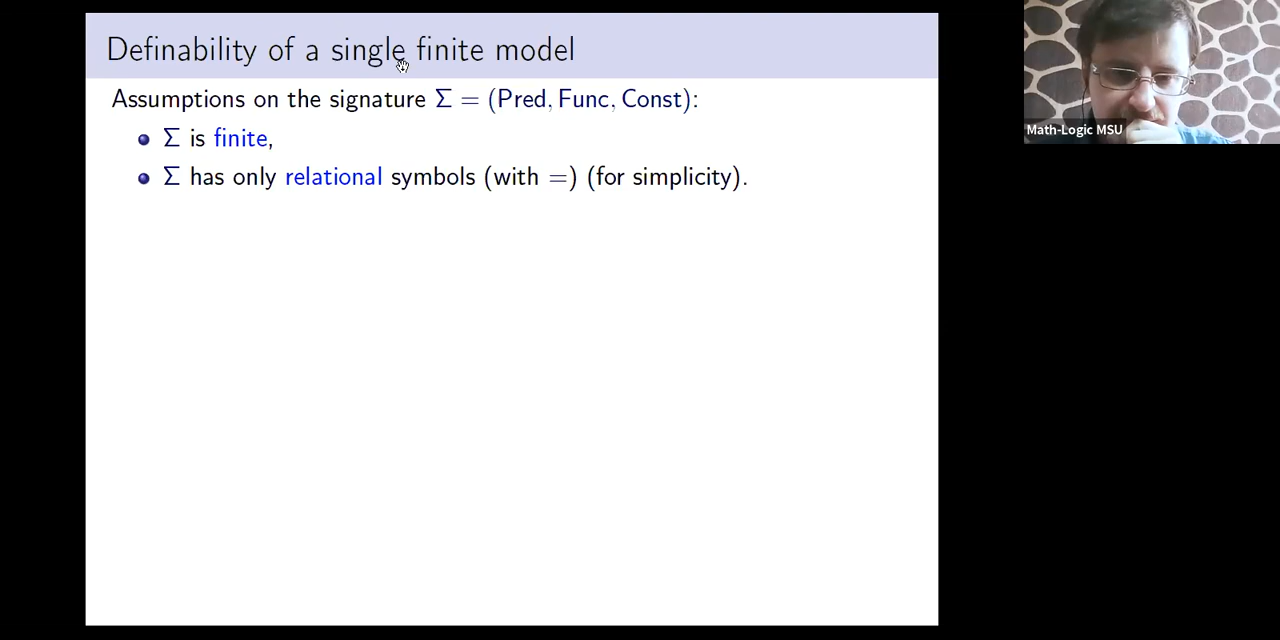 Definability of a single finite model
Assumptions on the signature Σ = (Pred, Func, Const):
Σ is finite,
Σ has only relational symbols (with =) (for simplicity).
Math-Logic MSU